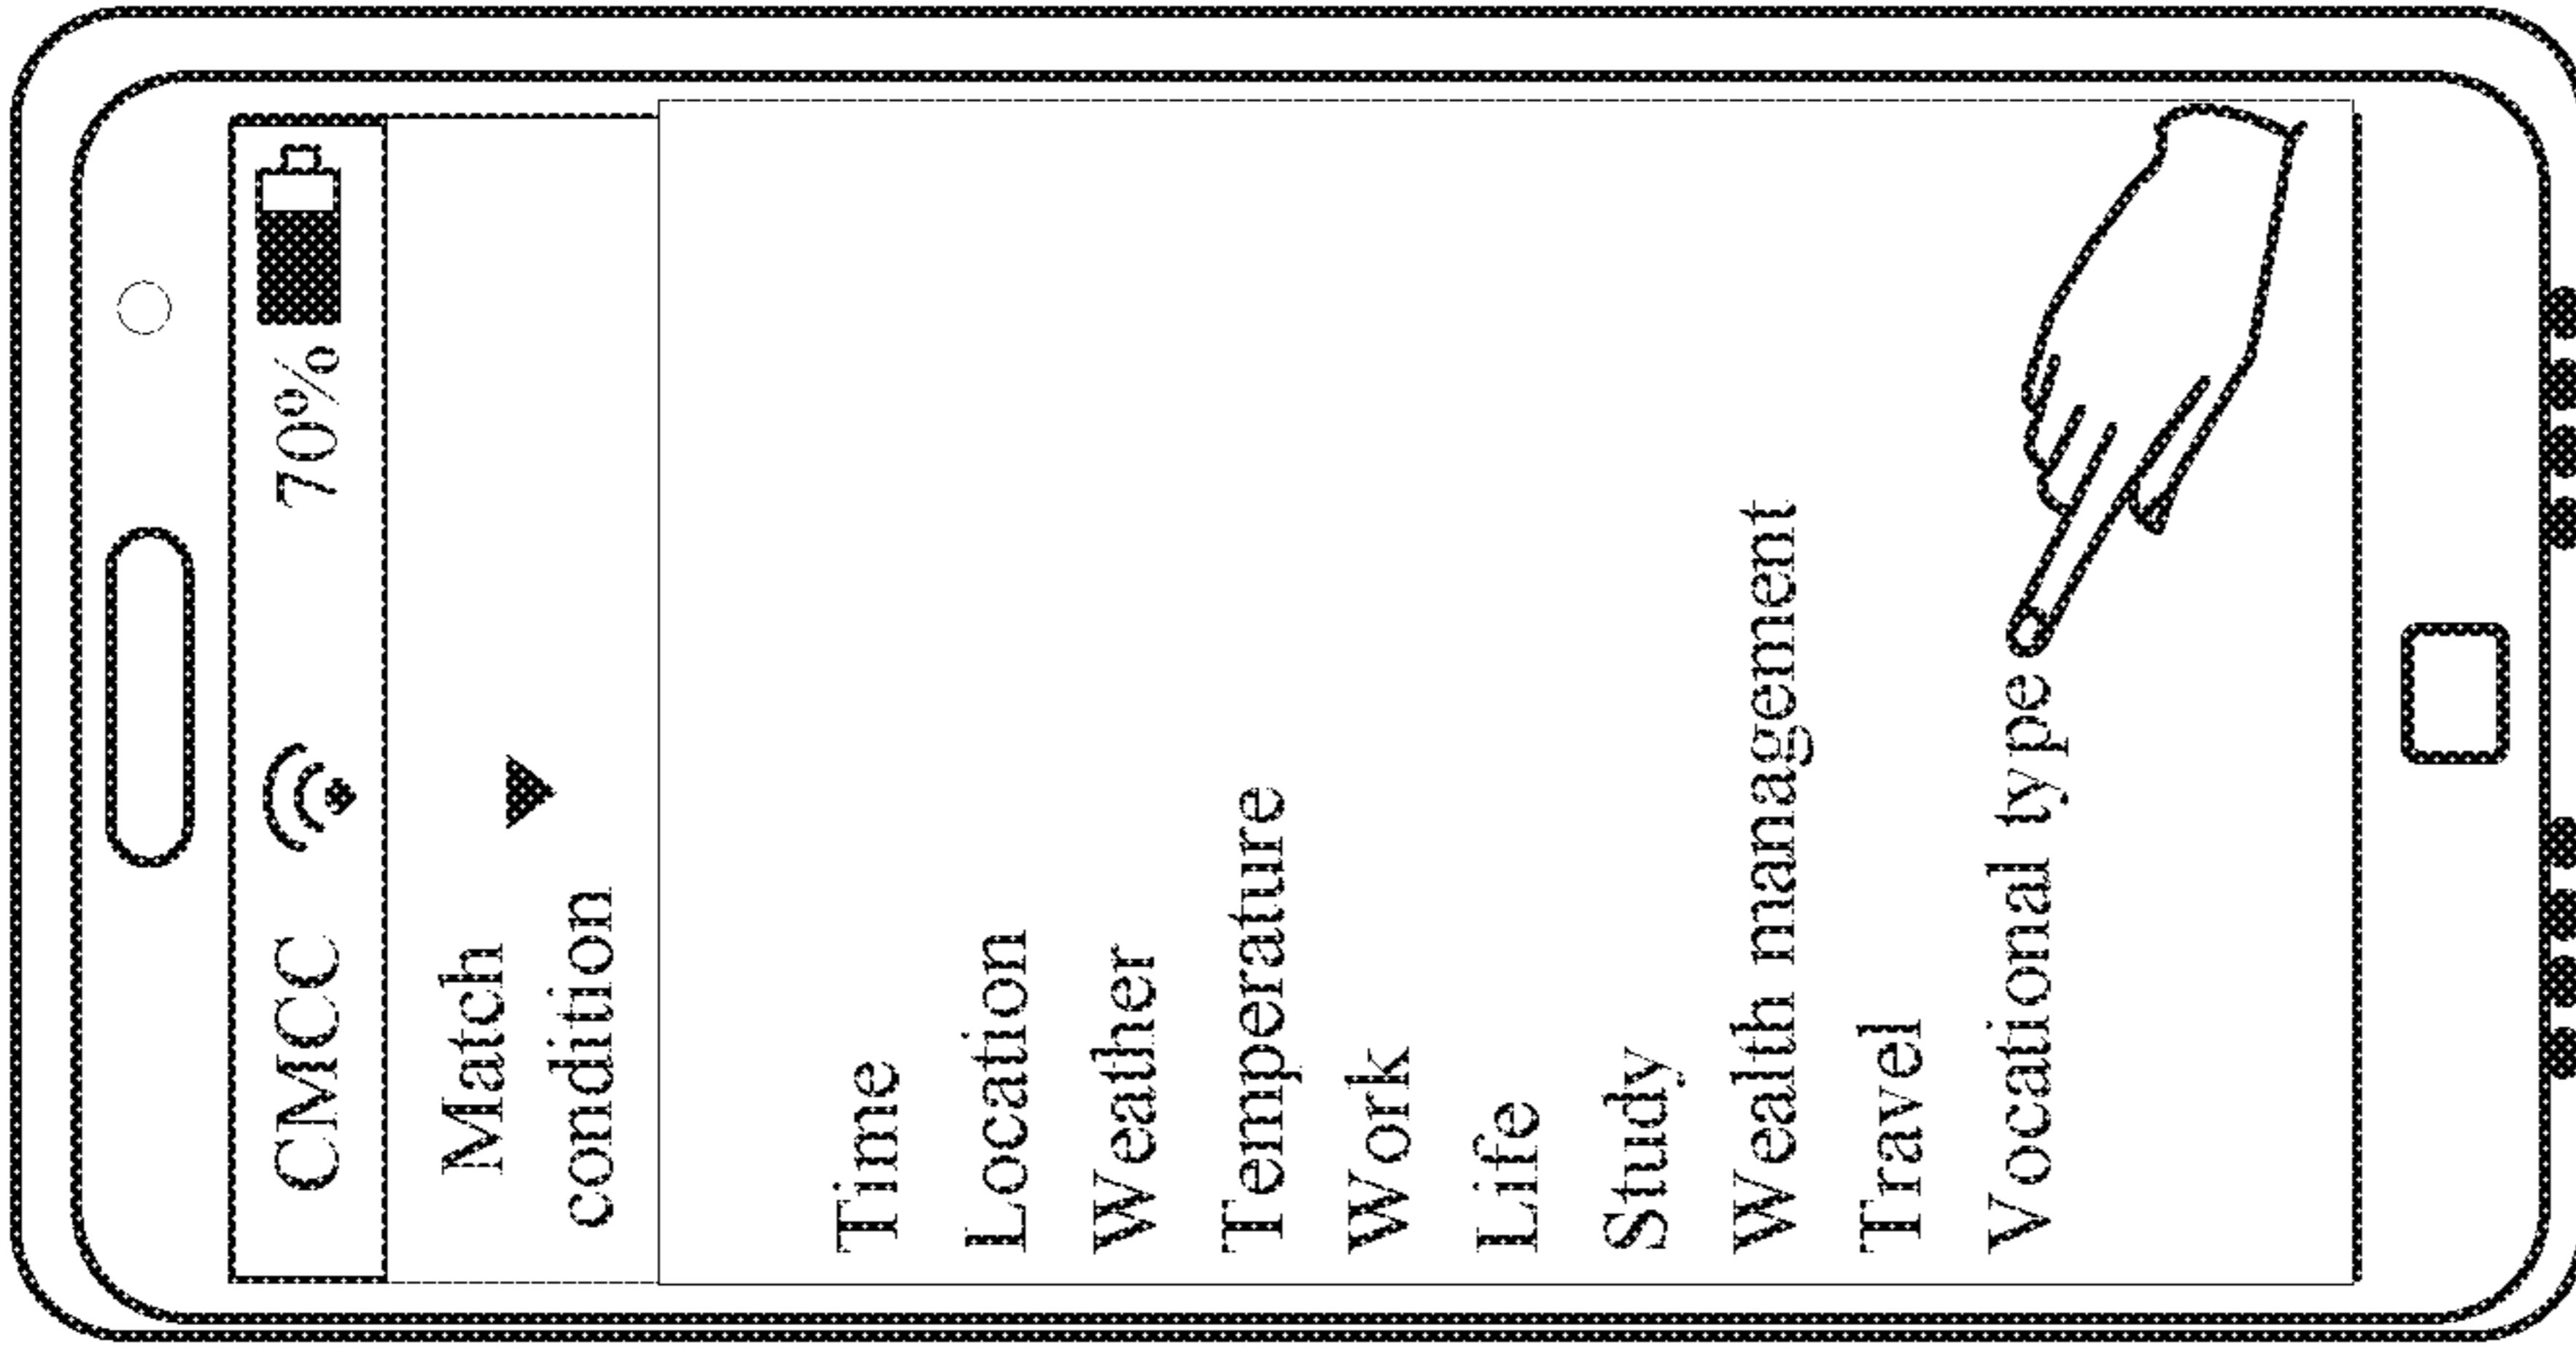 CMCC 70%
Match
condition
Time
Location
Weather
Temperature
Work
Life
Study
Wealth management
Travel
Vocational type